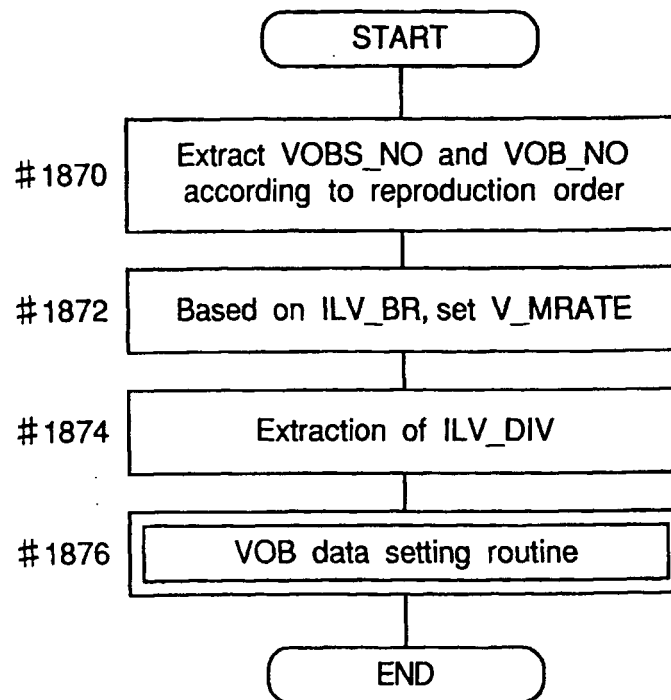 START
#1870
Extract VOBS_NO and VOB_NO
according to reproduction order
#1872
Based on ILV_BR, set V_MRATE
#1874
Extraction of ILV_DIV
#1876
VOB data setting routine
END